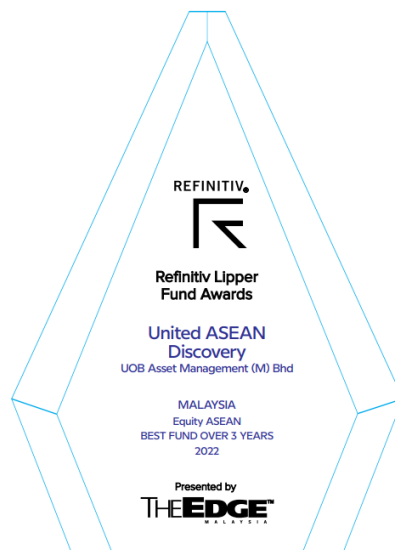 REFINITIV
Refinitiv Lipper
Fund Awards
United ASEAN
Discovery
UOB Asset Management (M) Bhd
MALAYSIA
Equity ASEAN
BEST FUND OVER 3 YEARS
2022
Presented by
THEEDGE™
MALAYSIA